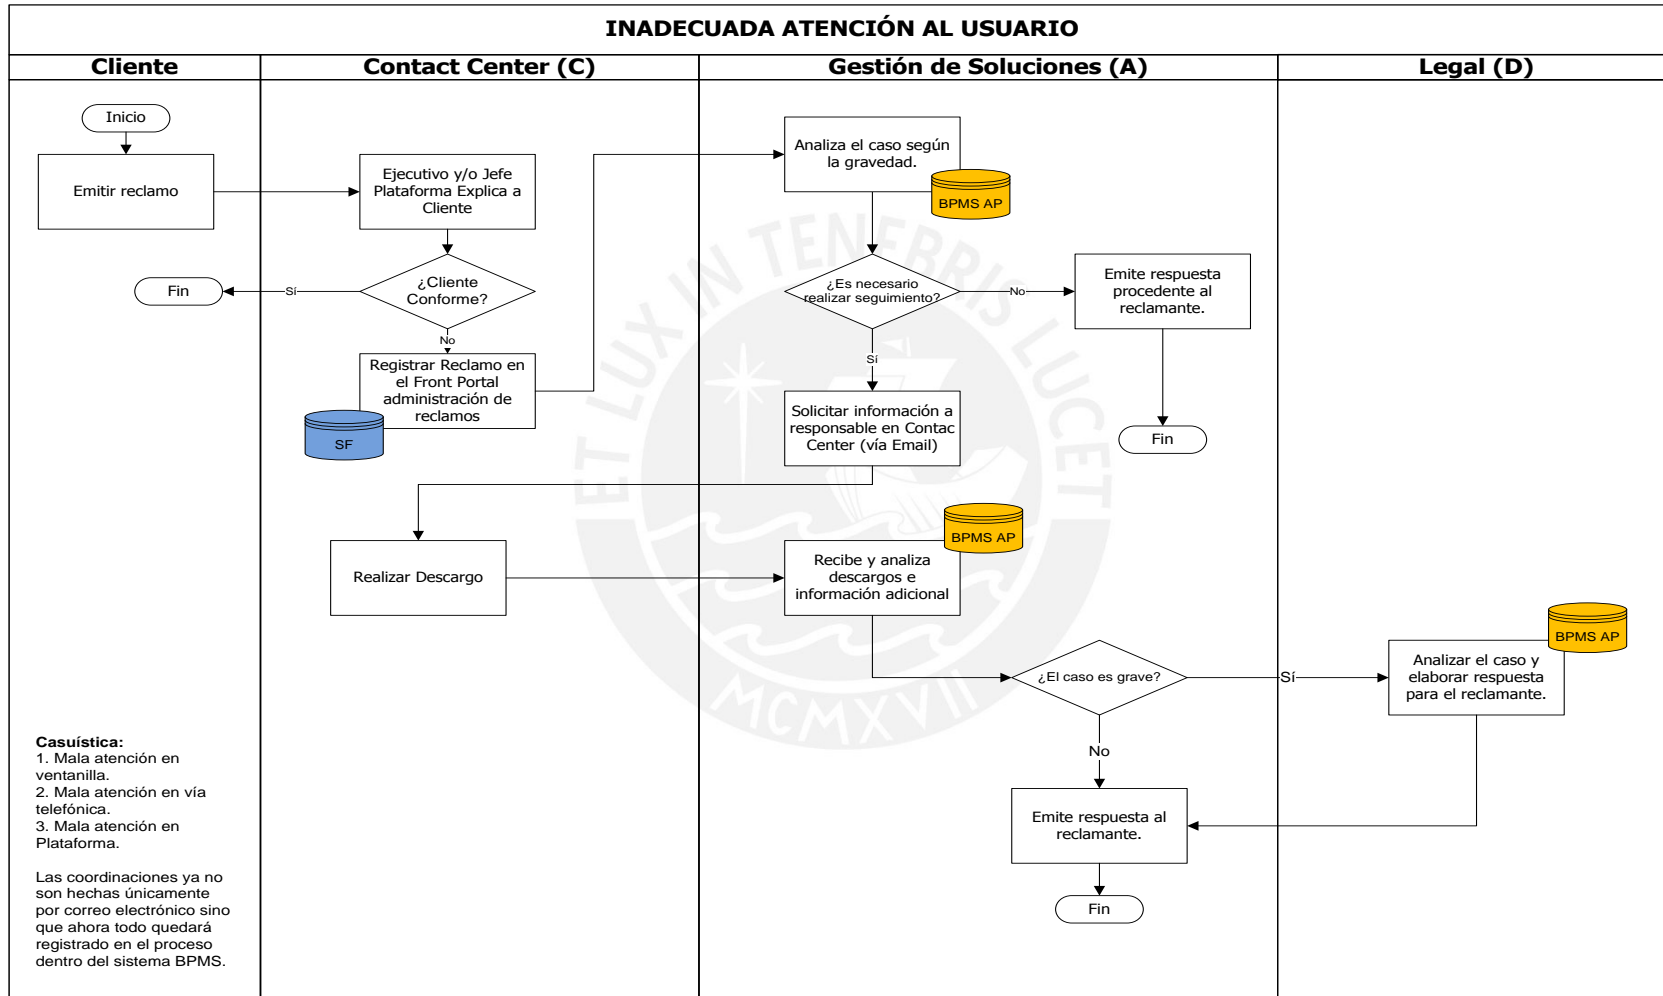 INADECUADA ATENCIÓN AL USUARIO
Cliente
Contact Center (C)
Gestión de Soluciones (A)
Legal (D)
Inicio
Emitir reclamo
Ejecutivo y/o Jefe
Plataforma Explica a
Cliente
¿Cliente
Conforme?
Sí
Fin
No
Registrar Reclamo en
el Front Portal
administración de
reclamos
SF
Analiza el caso según
la gravedad.
BPMS AP
¿Es necesario
realizar seguimiento?
No
Emite respuesta
procedente al
reclamante.
Fin
Sí
Solicitar información a
responsable en Contac
Center (vía Email)
Realizar Descargo
BPMS AP
Recibe y analiza
descargos e
información adicional
¿El caso es grave?
Sí
BPMS AP
Analizar el caso y
elaborar respuesta
para el reclamante.
No
Emite respuesta al
reclamante.
Fin
Casuística:
1. Mala atención en
ventanilla.
2. Mala atención en vía
telefónica.
3. Mala atención en
Plataforma.
Las coordinaciones ya no
son hechas únicamente
por correo electrónico sino
que ahora todo quedará
registrado en el proceso
dentro del sistema BPMS.
ET LUX IN TENEBRIS LUCET
MCMXVII